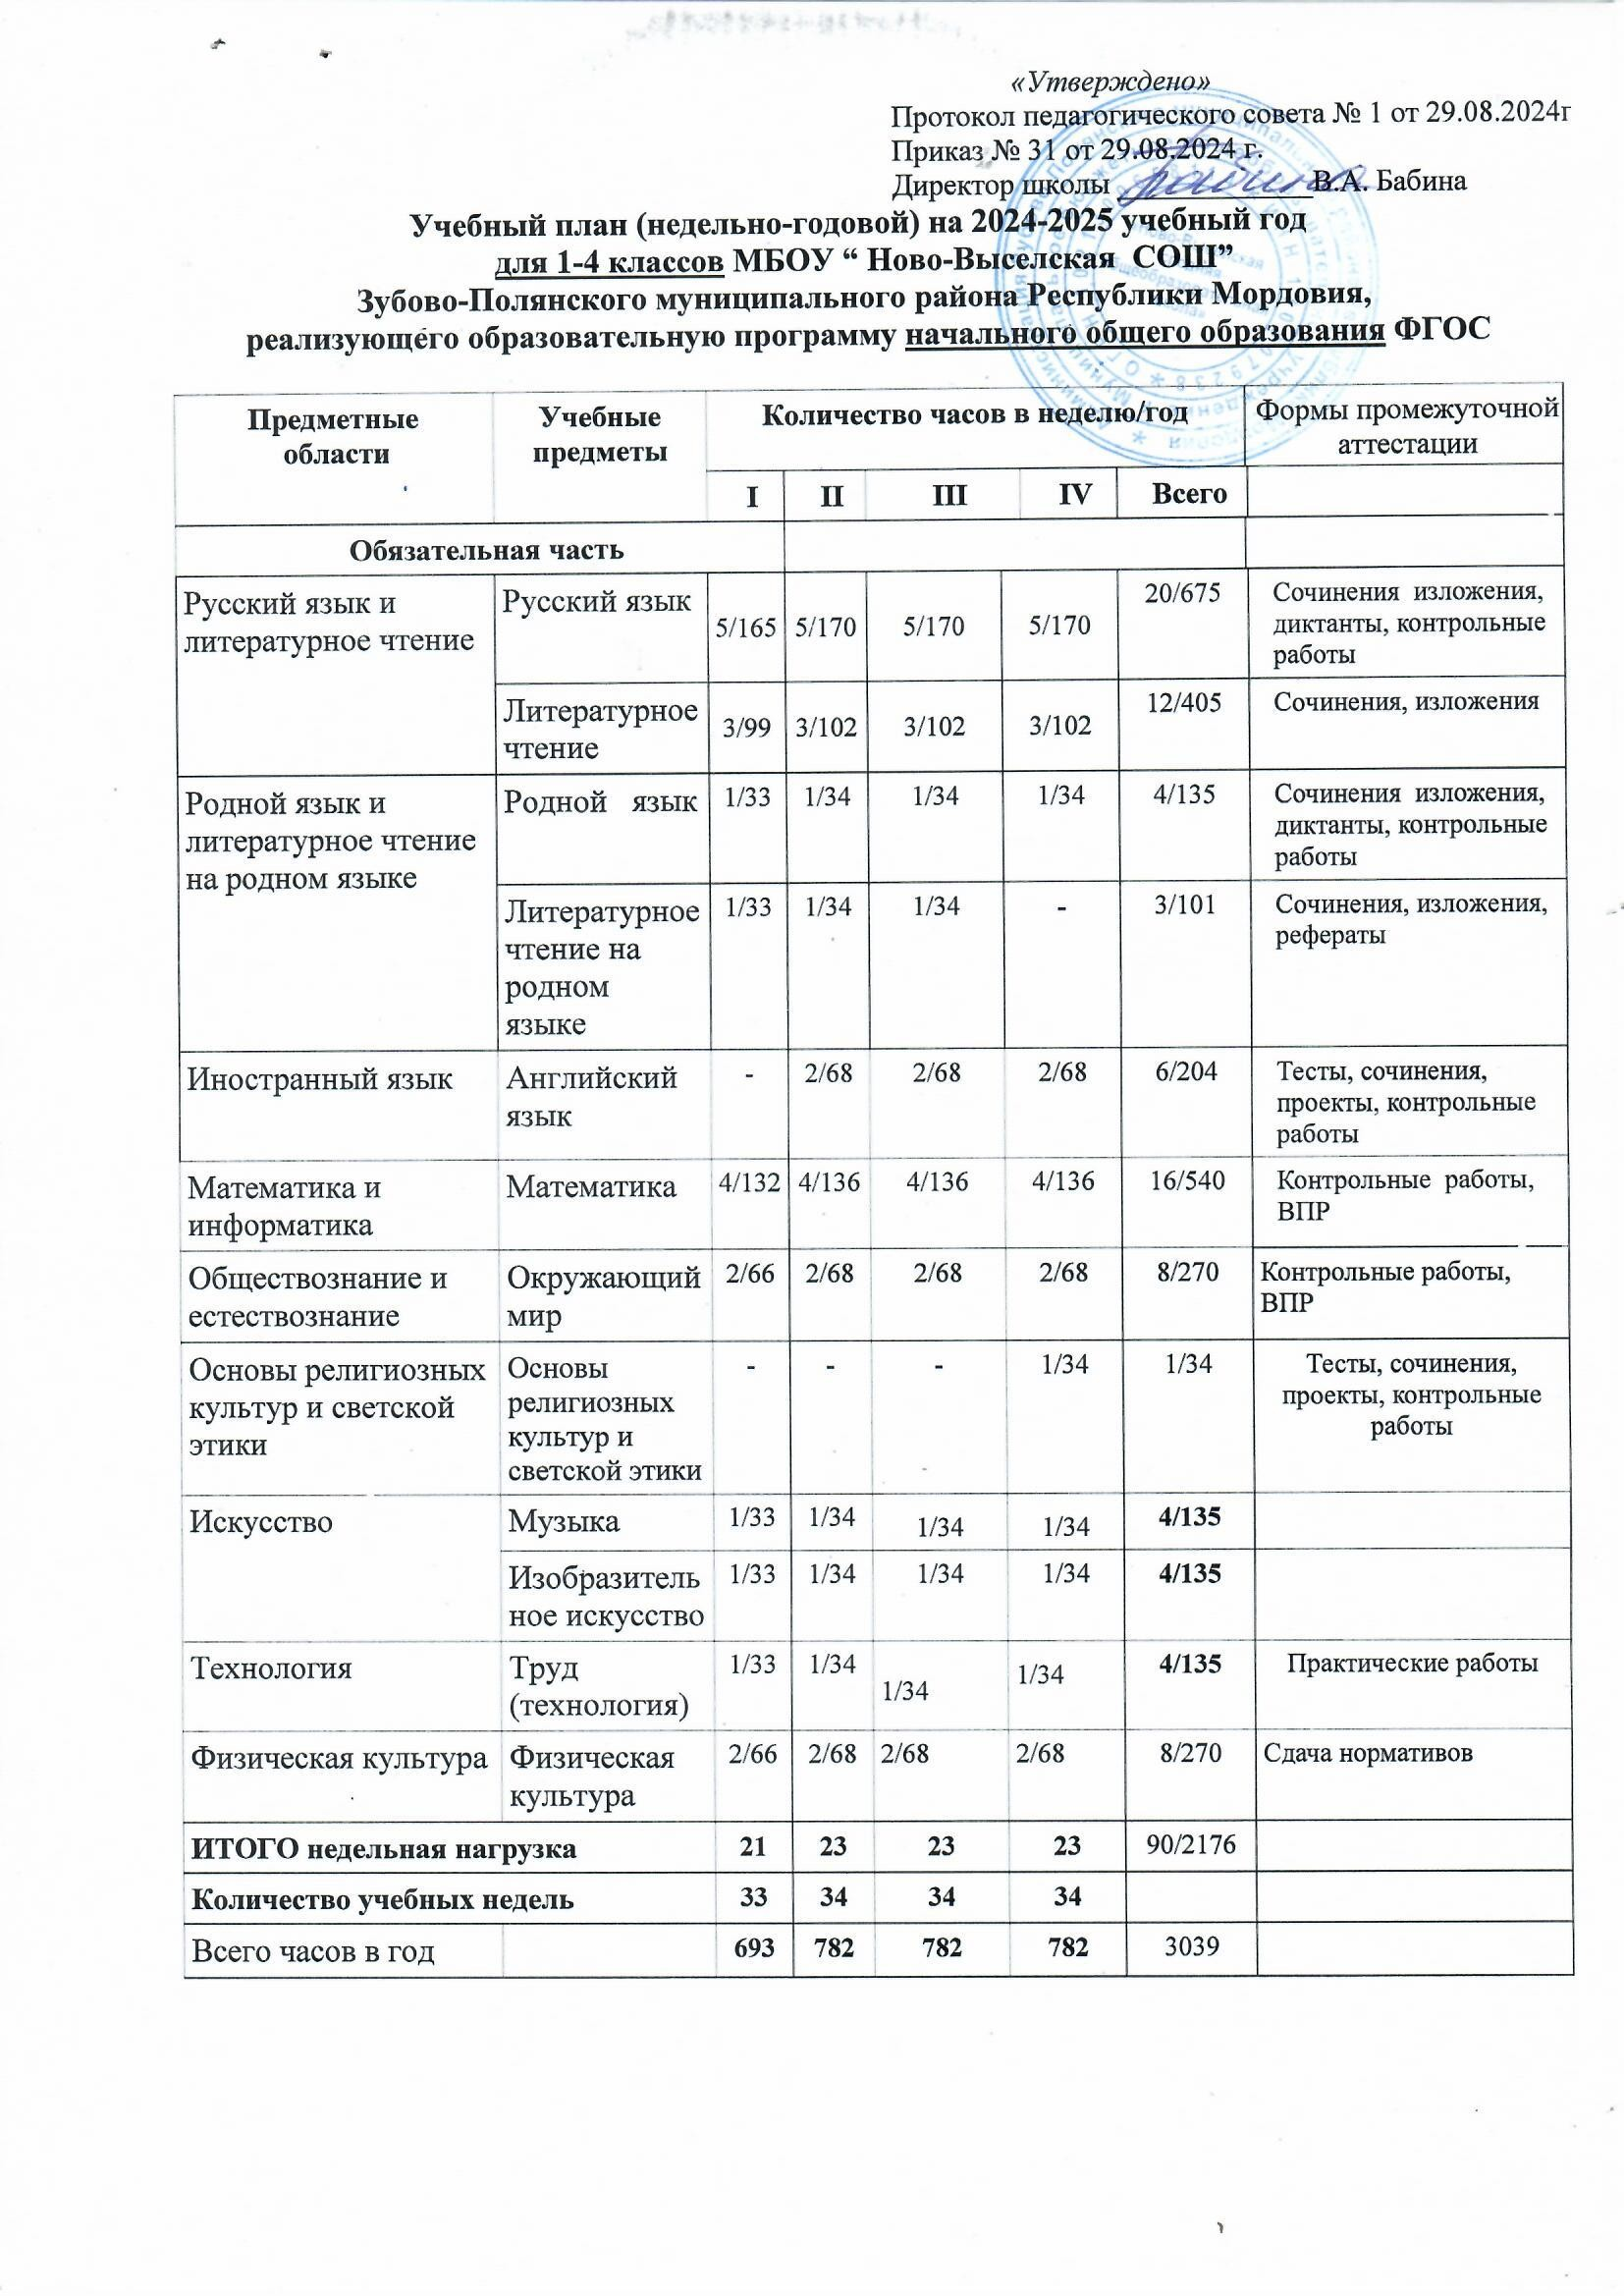 «Утверждено»
Протокол педагогического совета № 1 от 29.08.2024г
Приказ № 31 от 29.08.2024 г.
Директор школы В.А. Бабина
Учебный план (недельно-годовой) на 2024-2025 учебный год
для 1-4 классов МБОУ “ Ново-Выселская СОШ”
Зубово-Полянского муниципального района Республики Мордовия,
реализующего образовательную программу начального общего образования ФГОС
Предметные области Учебные предметы Количество часов в неделю/год Формы промежуточной аттестации
I II III IV Всего
Обязательная часть
Русский язык и литературное чтение Русский язык 5/165 5/170 5/170 5/170 20/675 Сочинения изложения, диктанты, контрольные работы
Литературное чтение 3/99 3/102 3/102 3/102 12/405 Сочинения, изложения
Родной язык и литературное чтение на родном языке Родной язык 1/33 1/34 1/34 1/34 4/135 Сочинения изложения, диктанты, контрольные работы
Литературное чтение на родном языке 1/33 1/34 1/34 - 3/101 Сочинения, изложения, рефераты
Иностранный язык Английский язык - 2/68 2/68 2/68 6/204 Тесты, сочинения, проекты, контрольные работы
Математика и информатика Математика 4/132 4/136 4/136 4/136 16/540 Контрольные работы, ВПР
Обществознание и естествознание Окружающий мир 2/66 2/68 2/68 2/68 8/270 Контрольные работы, ВПР
Основы религиозных культур и светской этики Основы религиозных культур и светской этики - - - 1/34 1/34 Тесты, сочинения, проекты, контрольные работы
Искусство Музыка 1/33 1/34 1/34 1/34 4/135
Изобразитель ное искусство 1/33 1/34 1/34 1/34 4/135
Технология Труд (технология) 1/33 1/34 1/34 1/34 4/135 Практические работы
Физическая культура Физическая культура 2/66 2/68 2/68 2/68 8/270 Сдача нормативов
ИТОГО недельная нагрузка 21 23 23 23 90/2176
Количество учебных недель 33 34 34 34
Всего часов в год 693 782 782 782 3039